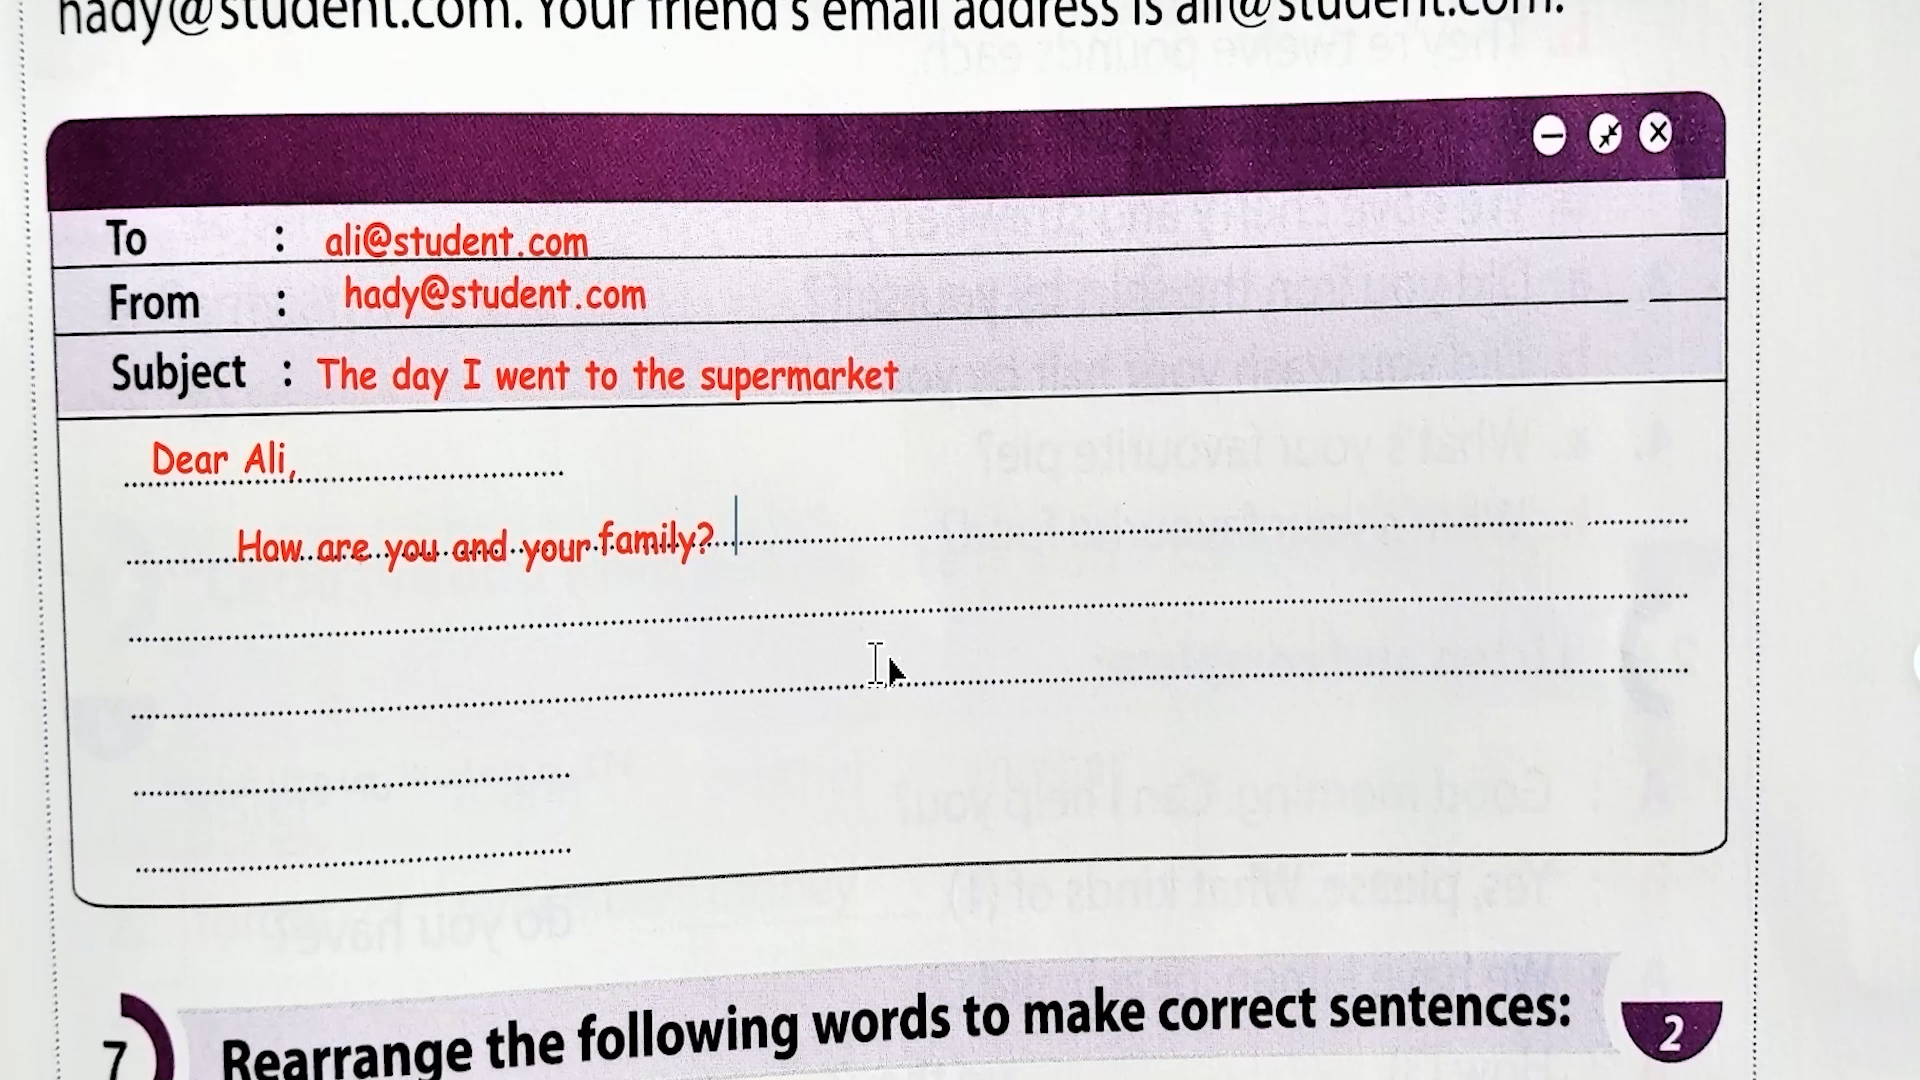 hady@student.com. Your friend's email address is ali@student.com.
To : ali@student.com
From : hady@student.com
Subject : The day I went to the supermarket
Dear Ali,
How are you and your family?
7 Rearrange the following words to make correct sentences: 2